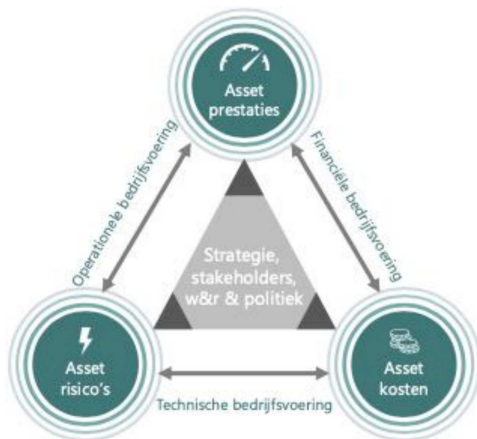 Asset
prestaties
Operationele bedrijfsvoering
Financiële bedrijfsvoering
Strategie,
stakeholders,
w&r & politiek
Asset
risico's
Asset
kosten
Technische bedrijfsvoering